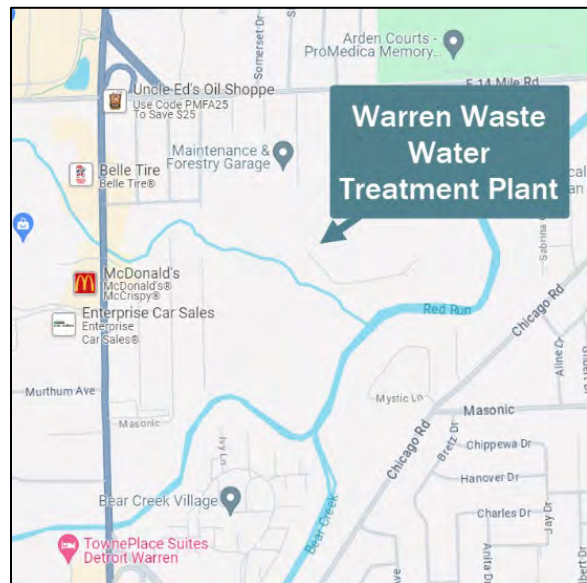 Somerset Dr
Arden Courts -
ProMedica Memory...
Uncle Ed's Oil Shoppe
Use Code PMFA25
To Save $25
E 14 Mile Rd
Warren Waste
Water
Treatment Plant
Maintenance &
Forestry Garage
Belle Tire
Belle Tire®
Sabrina
McDonald's
McDonald's®
McCrispy®
Enterprise Car Sales
Enterprise
Car Sales®
Red Run
Chicago Rd
Aline Dr
Murthum Ave
Mystic Ln
Masonic
Masonic
Bretz Dr
Chicago Rd
Chippewa Dr
Ivy Ln
Hanover Dr
Bear Creek Village
Charles Dr
Jay Dr
Bear Creek
Anita
TownePlace Suites
Detroit Warren